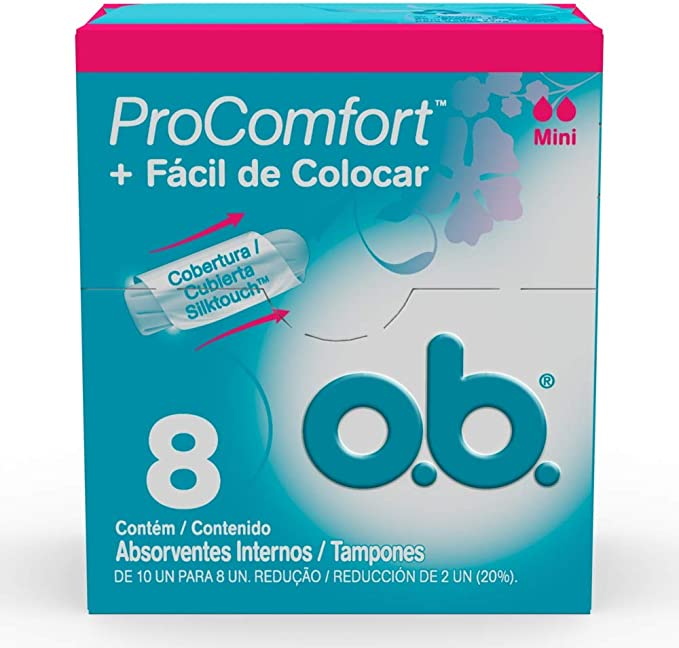 ProComfort™
+ Fácil de Colocar
Mini
Cobertura /
Cubierta
Silktouch™
o.b.®
8
Contém / Contenido
Absorventes Internos / Tampones
DE 10 UN PARA 8 UN. REDUÇÃO / REDUCCIÓN DE 2 UN (20%).